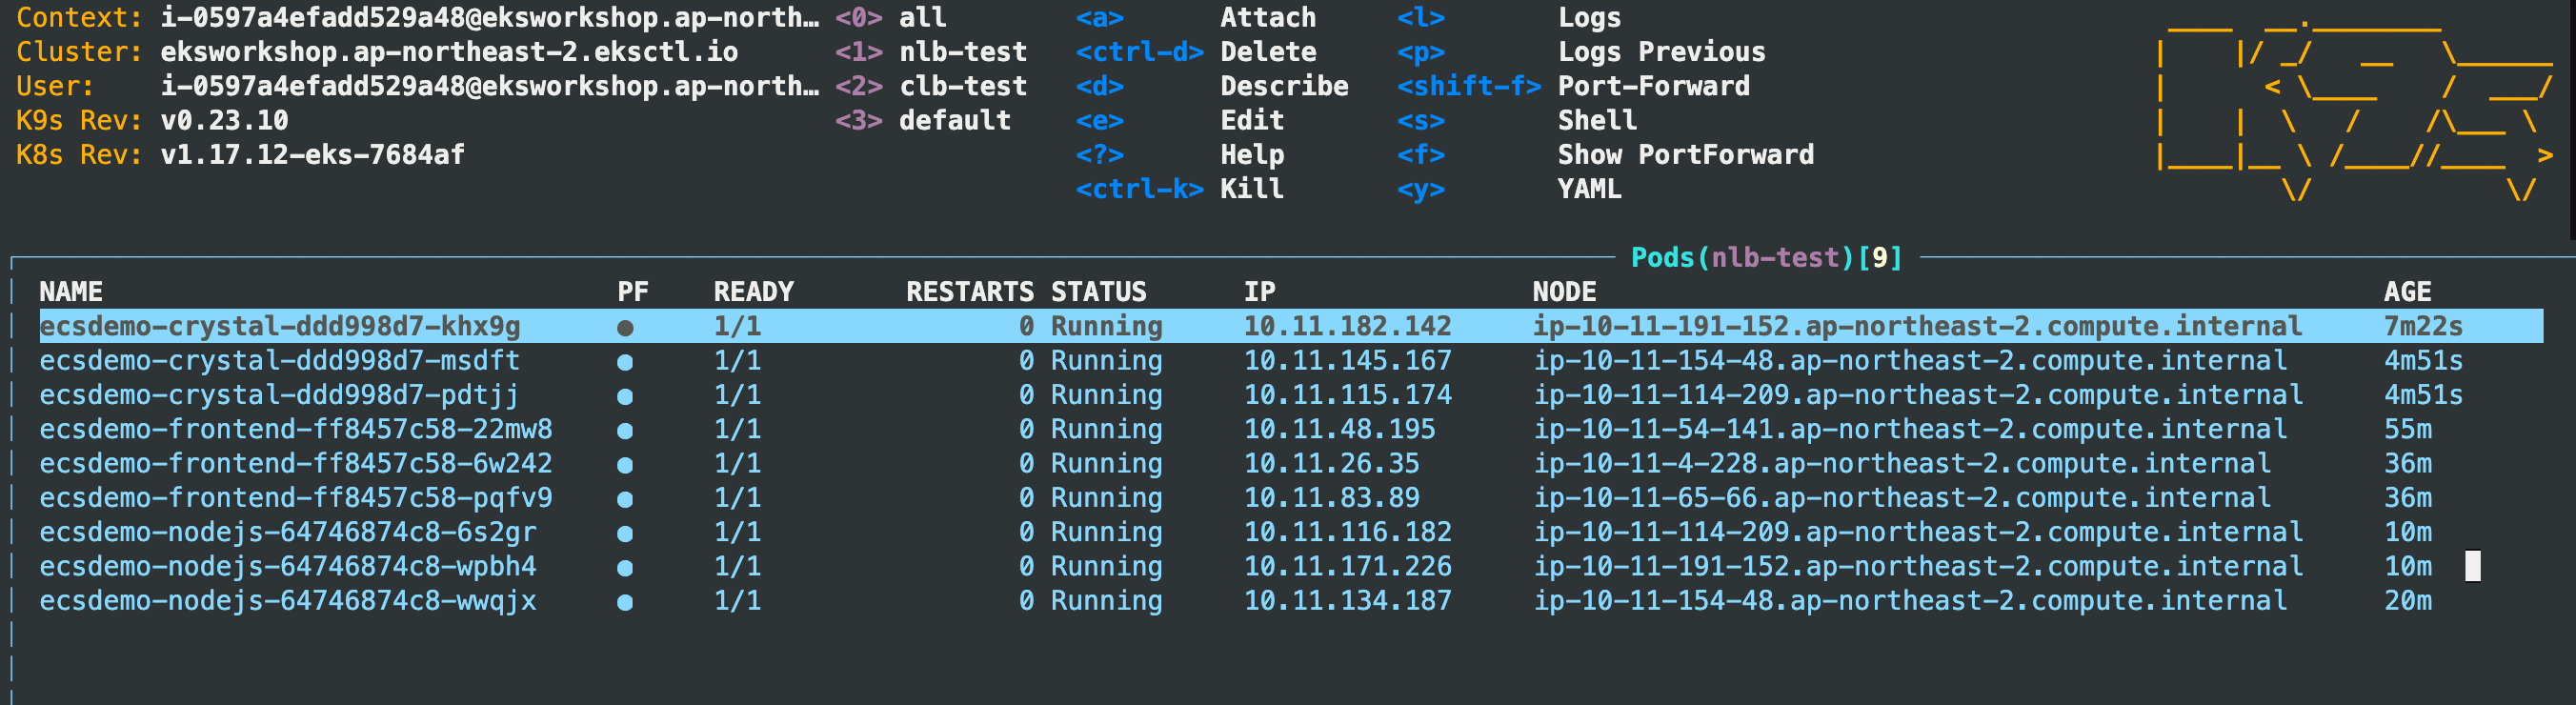 Context: i-0597a4efadd529a48@eksworkshop.ap-north… <0> all <a> Attach <l> Logs
Cluster: eksworkshop.ap-northeast-2.eksctl.io <1> nlb-test <ctrl-d> Delete <p> Logs Previous
User: i-0597a4efadd529a48@eksworkshop.ap-north… <2> clb-test <d> Describe <shift-f> Port-Forward
K9s Rev: v0.23.10 <3> default <e> Edit <s> Shell
K8s Rev: v1.17.12-eks-7684af <?> Help <f> Show PortForward
<ctrl-k> Kill <y> YAML
Pods(nlb-test)[9]
NAME PF READY RESTARTS STATUS IP NODE AGE
ecsdemo-crystal-ddd998d7-khx9g ● 1/1 0 Running 10.11.182.142 ip-10-11-191-152.ap-northeast-2.compute.internal 7m22s
ecsdemo-crystal-ddd998d7-msdft ● 1/1 0 Running 10.11.145.167 ip-10-11-154-48.ap-northeast-2.compute.internal 4m51s
ecsdemo-crystal-ddd998d7-pdtjj ● 1/1 0 Running 10.11.115.174 ip-10-11-114-209.ap-northeast-2.compute.internal 4m51s
ecsdemo-frontend-ff8457c58-22mw8 ● 1/1 0 Running 10.11.48.195 ip-10-11-54-141.ap-northeast-2.compute.internal 55m
ecsdemo-frontend-ff8457c58-6w242 ● 1/1 0 Running 10.11.26.35 ip-10-11-4-228.ap-northeast-2.compute.internal 36m
ecsdemo-frontend-ff8457c58-pqfv9 ● 1/1 0 Running 10.11.83.89 ip-10-11-65-66.ap-northeast-2.compute.internal 36m
ecsdemo-nodejs-64746874c8-6s2gr ● 1/1 0 Running 10.11.116.182 ip-10-11-114-209.ap-northeast-2.compute.internal 10m
ecsdemo-nodejs-64746874c8-wpbh4 ● 1/1 0 Running 10.11.171.226 ip-10-11-191-152.ap-northeast-2.compute.internal 10m
ecsdemo-nodejs-64746874c8-wwqjx ● 1/1 0 Running 10.11.134.187 ip-10-11-154-48.ap-northeast-2.compute.internal 20m